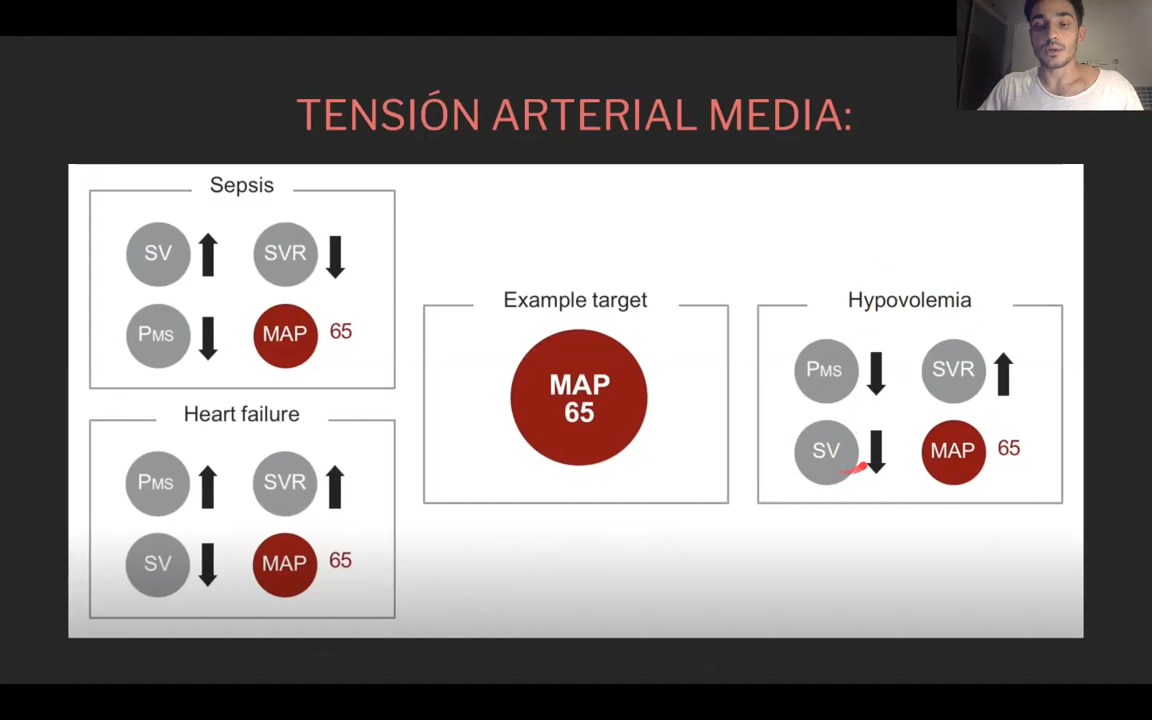 TENSIÓN ARTERIAL MEDIA:
Sepsis
SV SVR
PMS MAP 65
Heart failure
PMS SVR
SV MAP 65
Example target
MAP
65
Hypovolemia
PMS SVR
SV MAP 65